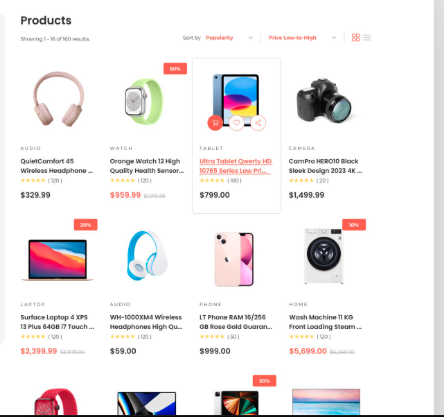 Products
Showing 1 - 16 of 160 results.
Sort by Popularity
Price Low-to-High
50%
AUDIO
QuietComfort 45
Wireless Headphone ...
(120)
$329.99
WATCH
Orange Watch 12 High
Quality Health Sensor...
(120)
$959.99
TABLET
Ultra Tablet Qwerty HD
10765 Series Low Pri...
(100)
$799.00
CAMERA
CamPro HERO10 Black
Sleek Design 2023 4K ...
(20)
$1,499.99
20%
10%
LAPTOP
Surface Laptop 4 XPS
13 Plus 64GB i7 Touch ...
(120)
$2,399.99
AUDIO
WH-1000XM4 Wireless
Headphones High Qu...
(120)
$59.00
PHONE
LT Phone RAM 16/256
GB Rose Gold Guaran...
(50)
$999.00
HOME
Wash Machine 11 KG
Front Loading Steam ...
(120)
$5,699.00
50%